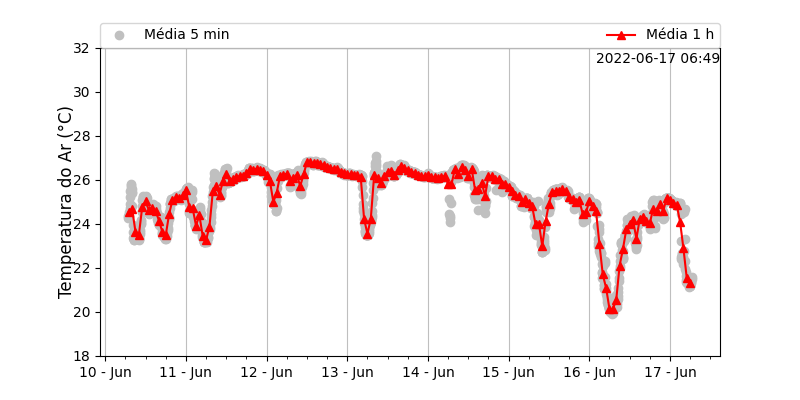 Média 5 min
Média 1 h
2022-06-17 06:49
Temperatura do Ar (°C)
32
30
28
26
24
22
20
18
10 - Jun
11 - Jun
12 - Jun
13 - Jun
14 - Jun
15 - Jun
16 - Jun
17 - Jun